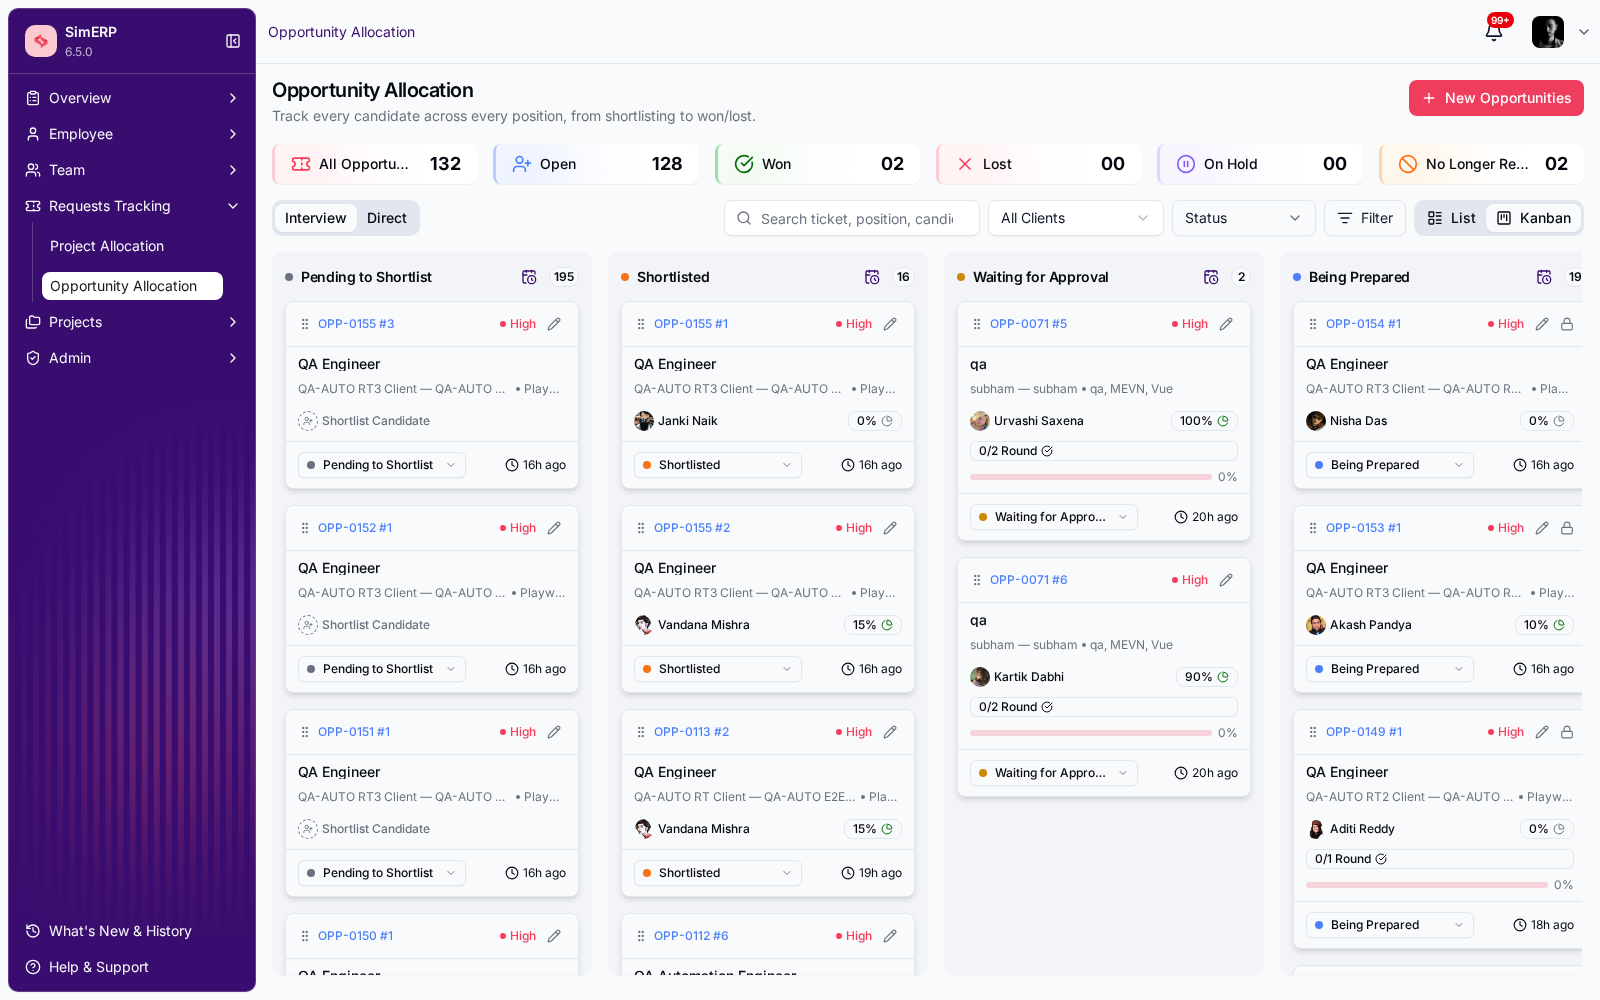 SimERP
6.5.0
Overview
Employee
Team
Requests Tracking
Project Allocation
Opportunity Allocation
Projects
Admin
What's New & History
Help & Support
Opportunity Allocation
99+
Opportunity Allocation
Track every candidate across every position, from shortlisting to won/lost.
New Opportunities
All Opportu... 132
Open 128
Won 02
Lost 00
On Hold 00
No Longer Re... 02
Interview Direct
Search ticket, position, candid
All Clients
Status
Filter
List Kanban
Pending to Shortlist 195
OPP-0155 #3 High
QA Engineer
QA-AUTO RT3 Client — QA-AUTO ... • Play...
Shortlist Candidate
Pending to Shortlist 16h ago
OPP-0152 #1 High
QA Engineer
QA-AUTO RT3 Client — QA-AUTO ... • Playw...
Shortlist Candidate
Pending to Shortlist 16h ago
OPP-0151 #1 High
QA Engineer
QA-AUTO RT3 Client — QA-AUTO ... • Play...
Shortlist Candidate
Pending to Shortlist 16h ago
OPP-0150 #1 High
QA Engineer
Shortlisted 16
OPP-0155 #1 High
QA Engineer
QA-AUTO RT3 Client — QA-AUTO ... • Play...
Janki Naik 0%
Shortlisted 16h ago
OPP-0155 #2 High
QA Engineer
QA-AUTO RT3 Client — QA-AUTO ... • Play...
Vandana Mishra 15%
Shortlisted 16h ago
OPP-0113 #2 High
QA Engineer
QA-AUTO RT Client — QA-AUTO E2E... • Pla...
Vandana Mishra 15%
Shortlisted 19h ago
OPP-0112 #6 High
QA Automation Engineer
Waiting for Approval 2
OPP-0071 #5 High
qa
subham — subham • qa, MEVN, Vue
Urvashi Saxena 100%
0/2 Round
0%
Waiting for Appro... 20h ago
OPP-0071 #6 High
qa
subham — subham • qa, MEVN, Vue
Kartik Dabhi 90%
0/2 Round
0%
Waiting for Appro... 20h ago
Being Prepared 19
OPP-0154 #1 High
QA Engineer
QA-AUTO RT3 Client — QA-AUTO R... • Pla...
Nisha Das 0%
Being Prepared 16h ago
OPP-0153 #1 High
QA Engineer
QA-AUTO RT3 Client — QA-AUTO R... • Play...
Akash Pandya 10%
Being Prepared 16h ago
OPP-0149 #1 High
QA Engineer
QA-AUTO RT2 Client — QA-AUTO ... • Playw...
Aditi Reddy 0%
0/1 Round
0%
Being Prepared 18h ago